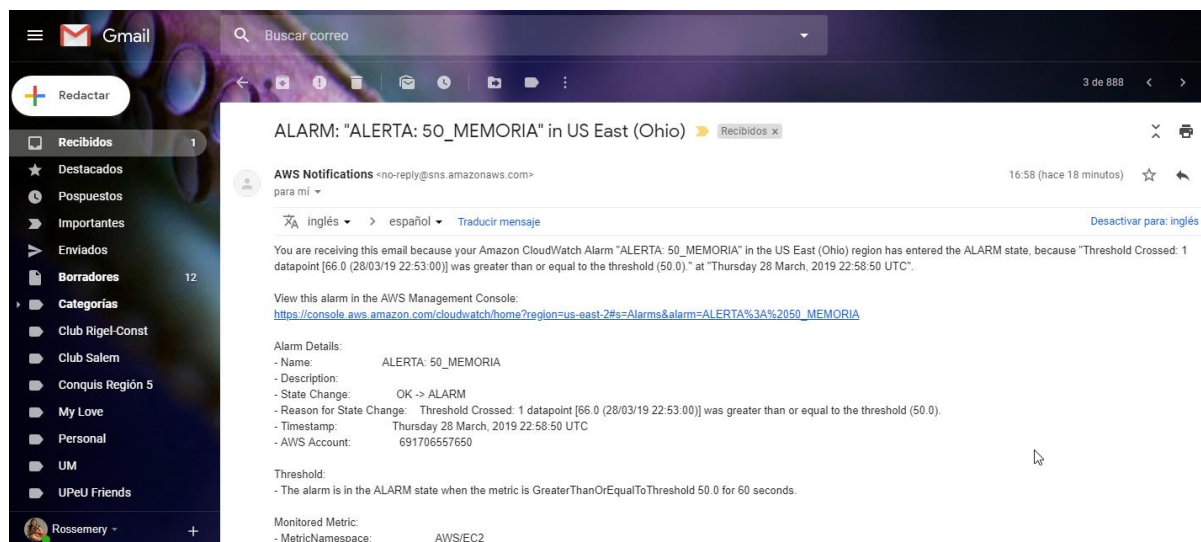 Gmail
Buscar correo
Redactar
3 de 888
Recibidos 1
Destacados
Pospuestos
Importantes
Enviados
Borradores 12
Categorías
Club Rigel-Const
Club Salem
Conquis Región 5
My Love
Personal
UM
UPeU Friends
Rossemery
ALARM: "ALERTA: 50_MEMORIA" in US East (Ohio) Recibidos x
AWS Notifications <no-reply@sns.amazonaws.com> 16:58 (hace 18 minutos)
para mí
inglés > español Traducir mensaje Desactivar para: inglés
You are receiving this email because your Amazon CloudWatch Alarm "ALERTA: 50_MEMORIA" in the US East (Ohio) region has entered the ALARM state, because "Threshold Crossed: 1
datapoint [66.0 (28/03/19 22:53:00)] was greater than or equal to the threshold (50.0)." at "Thursday 28 March, 2019 22:58:50 UTC".
View this alarm in the AWS Management Console:
https://console.aws.amazon.com/cloudwatch/home?region=us-east-2#s=Alarms&alarm=ALERTA%3A%2050_MEMORIA
Alarm Details:
- Name: ALERTA: 50_MEMORIA
- Description:
- State Change: OK -> ALARM
- Reason for State Change: Threshold Crossed: 1 datapoint [66.0 (28/03/19 22:53:00)] was greater than or equal to the threshold (50.0).
- Timestamp: Thursday 28 March, 2019 22:58:50 UTC
- AWS Account: 691706557650
Threshold:
- The alarm is in the ALARM state when the metric is GreaterThanOrEqualToThreshold 50.0 for 60 seconds.
Monitored Metric:
- MetricNamespace: AWS/EC2